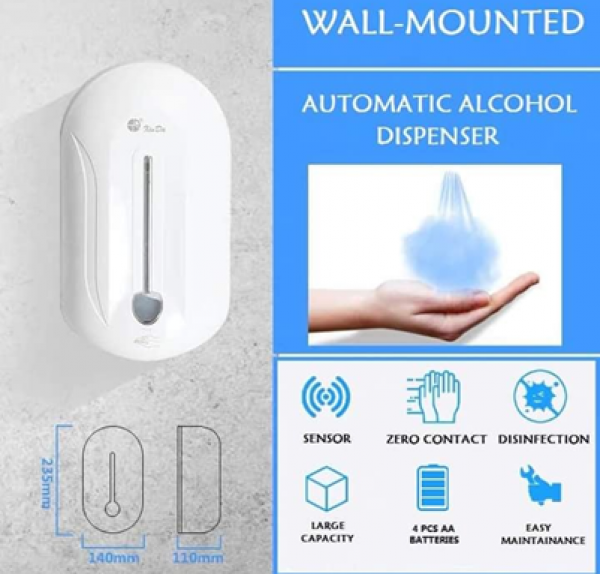 WALL-MOUNTED
AUTOMATIC ALCOHOL
DISPENSER
SENSOR
ZERO CONTACT
DISINFECTION
LARGE
CAPACITY
4 PCS AA
BATTERIES
EASY
MAINTAINANCE
235mm
140mm
110mm